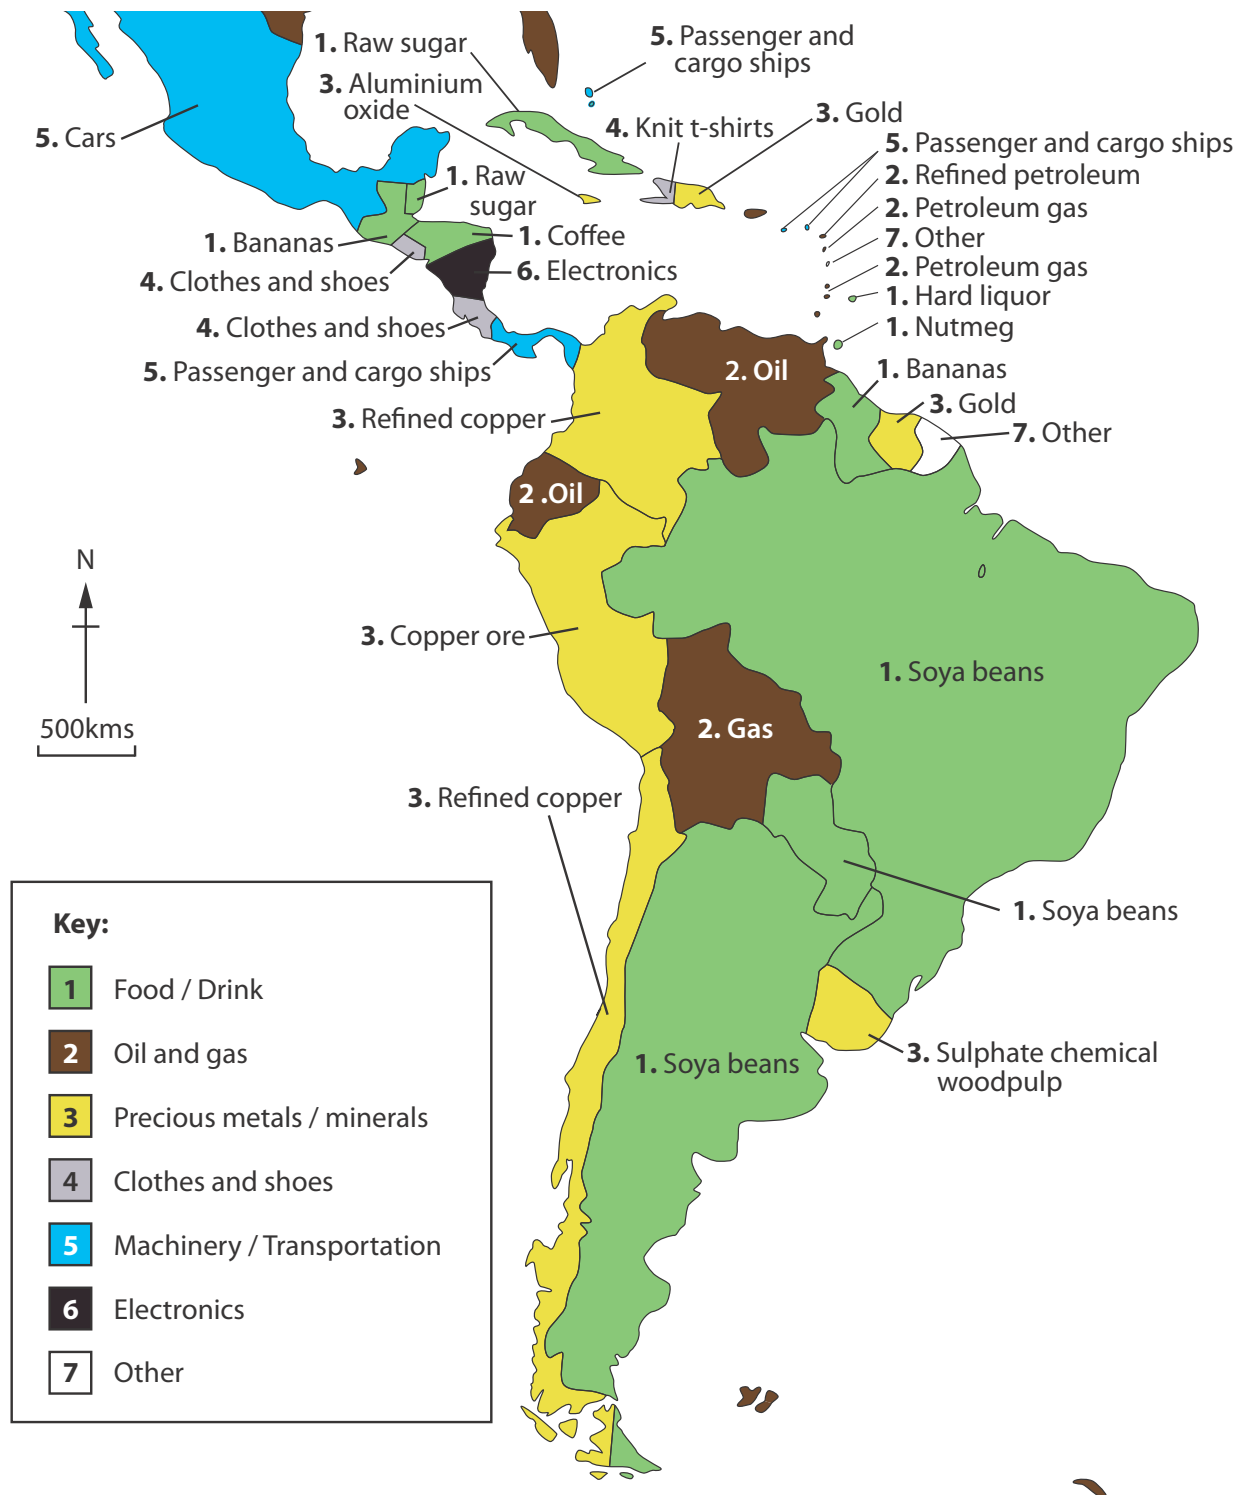 1. Raw sugar
5. Passenger and
cargo ships
3. Aluminium
oxide
3. Gold
4. Knit t-shirts
5. Cars
5. Passenger and cargo ships
2. Refined petroleum
1. Raw
sugar
2. Petroleum gas
1. Bananas
1. Coffee
7. Other
4. Clothes and shoes
6. Electronics
2. Petroleum gas
1. Hard liquor
4. Clothes and shoes
1. Nutmeg
5. Passenger and cargo ships
2. Oil
1. Bananas
3. Refined copper
3. Gold
7. Other
2 .Oil
N
500kms
3. Copper ore
1. Soya beans
2. Gas
3. Refined copper
1. Soya beans
3. Sulphate chemical
woodpulp
1. Soya beans
Key:
1 Food / Drink
2 Oil and gas
3 Precious metals / minerals
4 Clothes and shoes
5 Machinery / Transportation
6 Electronics
7 Other